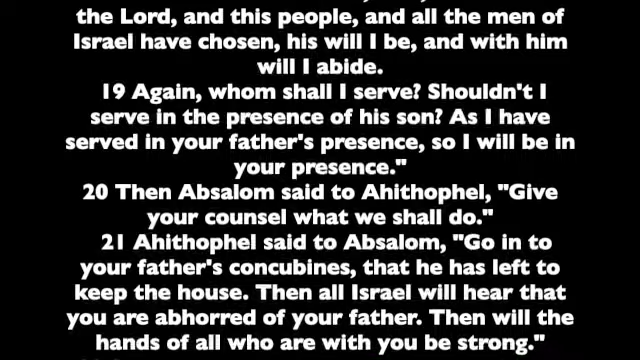 the Lord, and this people, and all the men of
Israel have chosen, his will I be, and with him
will I abide.
19 Again, whom shall I serve? Shouldn't I
serve in the presence of his son? As I have
served in your father's presence, so I will be in
your presence."
20 Then Absalom said to Ahithophel, "Give
your counsel what we shall do."
21 Ahithophel said to Absalom, "Go in to
your father's concubines, that he has left to
keep the house. Then all Israel will hear that
you are abhorred of your father. Then will the
hands of all who are with you be strong."